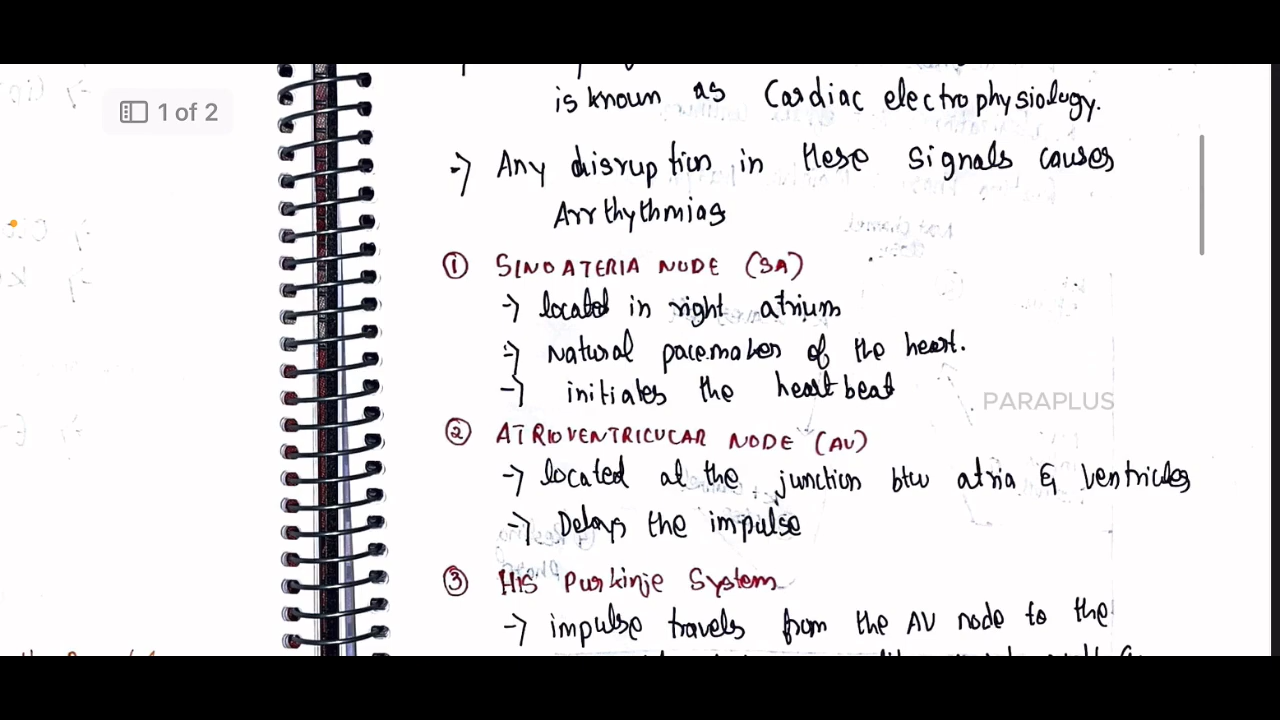 1 of 2
is known as Cardiac electrophysiology.
-> Any disruption in these signals causes
Arrhythmias
① SINOATERIA NODE (SA)
-> located in right atrium
-> Natural pacemaker of the heart.
-> initiates the heart beat
PARAPLUS
② ATRIOVENTRICULAR NODE (AV)
-> located at the junction btw atria & ventricles
-> Delays the impulse
③ HIS Purkinje System
-> impulse travels from the AV node to the